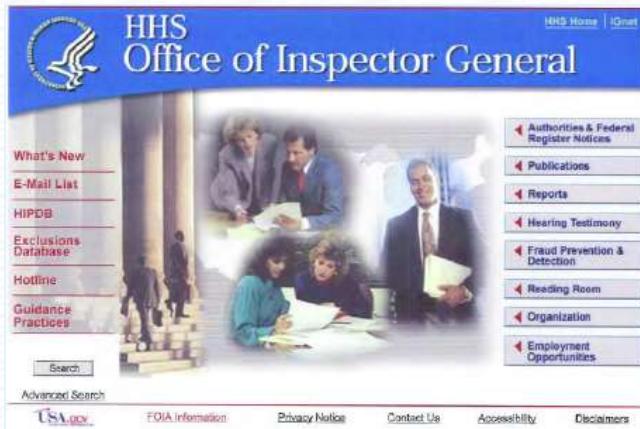 HHS
Office of Inspector General
HHS Home | IGnet
What's New
E-Mail List
HIPDB
Exclusions
Database
Hotline
Guidance
Practices
Search
Advanced Search
Authorities & Federal
Register Notices
Publications
Reports
Hearing Testimony
Fraud Prevention &
Detection
Reading Room
Organization
Employment
Opportunities
USA.gov
FOIA Information
Privacy Notice
Contact Us
Accessibility
Disclaimers